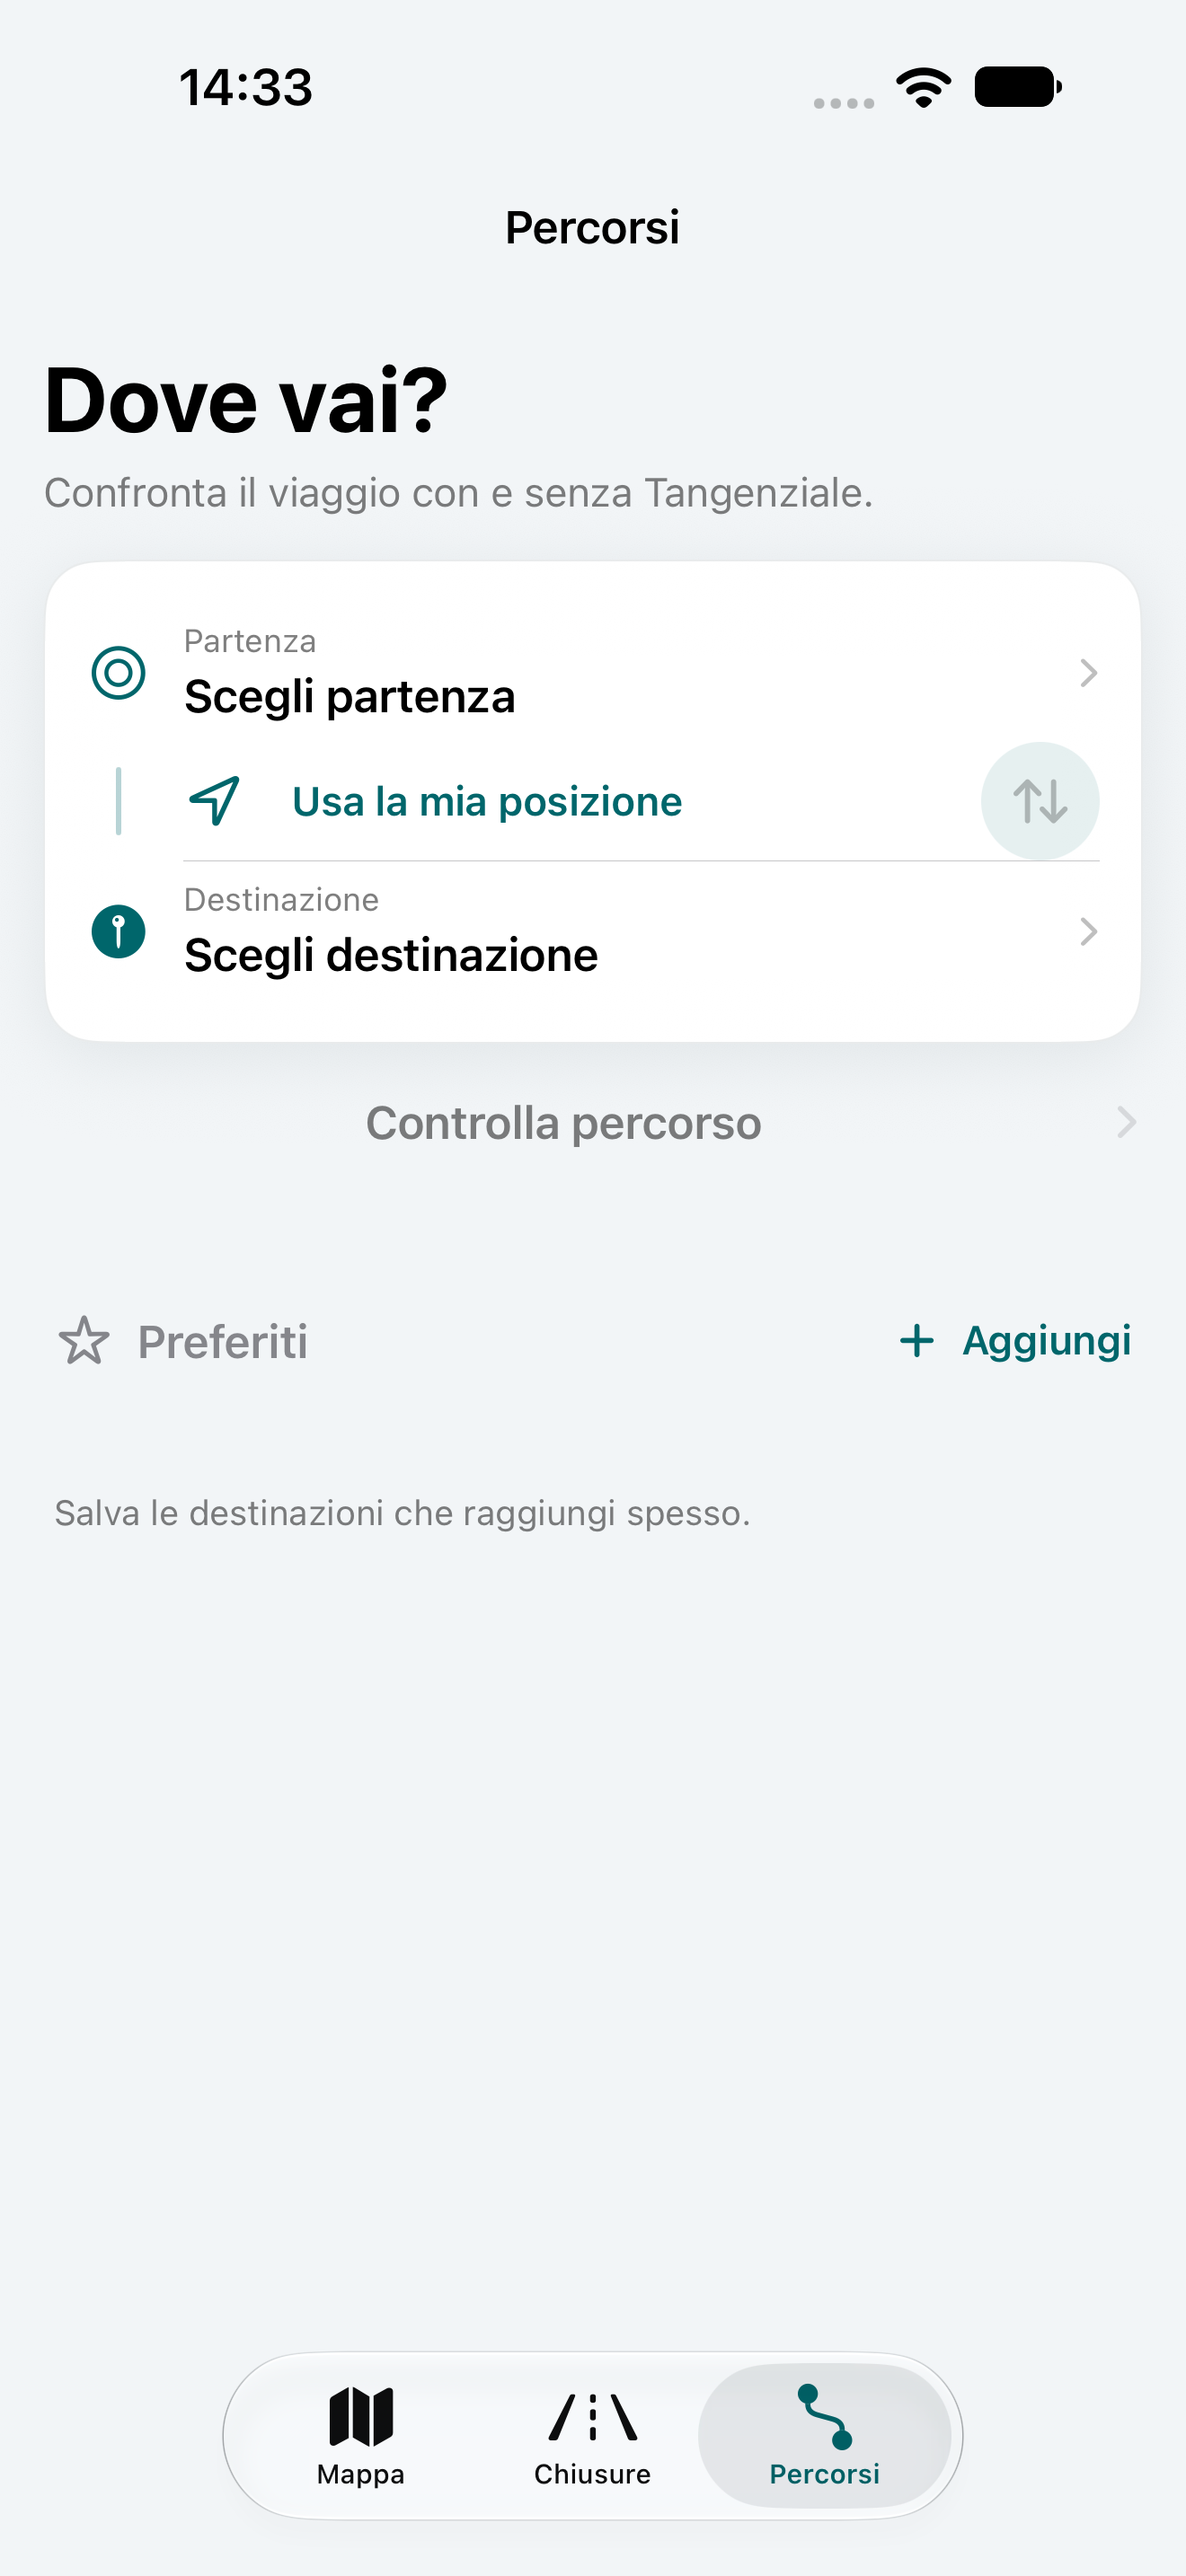 14:33
Percorsi
Dove vai?
Confronta il viaggio con e senza Tangenziale.
Partenza
Scegli partenza
Usa la mia posizione
Destinazione
Scegli destinazione
Controlla percorso
Preferiti
Aggiungi
Salva le destinazioni che raggiungi spesso.
Mappa
Chiusure
Percorsi